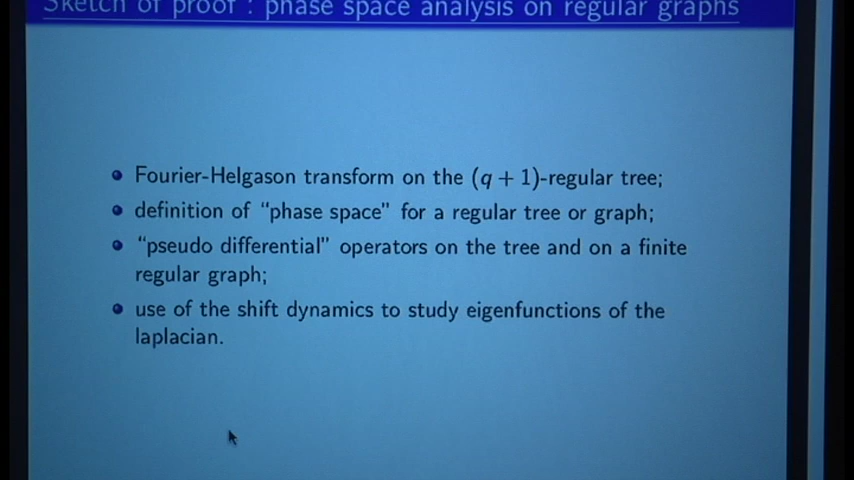 Sketch of proof : phase space analysis on regular graphs
Fourier-Helgason transform on the (q + 1)-regular tree;
definition of “phase space” for a regular tree or graph;
“pseudo differential” operators on the tree and on a finite
regular graph;
use of the shift dynamics to study eigenfunctions of the
laplacian.